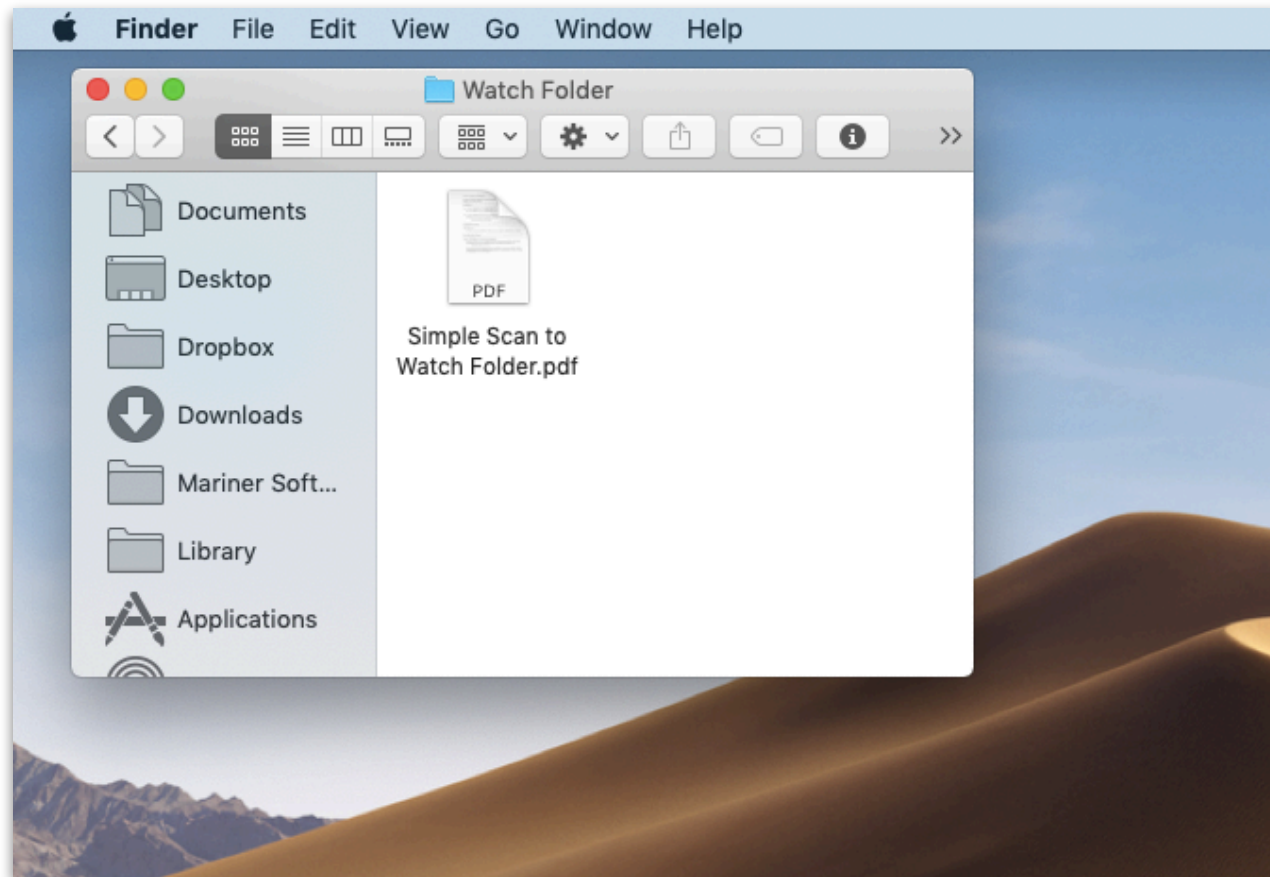 Finder File Edit View Go Window Help
Watch Folder
Documents
Desktop
Dropbox
Downloads
Mariner Soft...
Library
Applications
PDF
Simple Scan to
Watch Folder.pdf